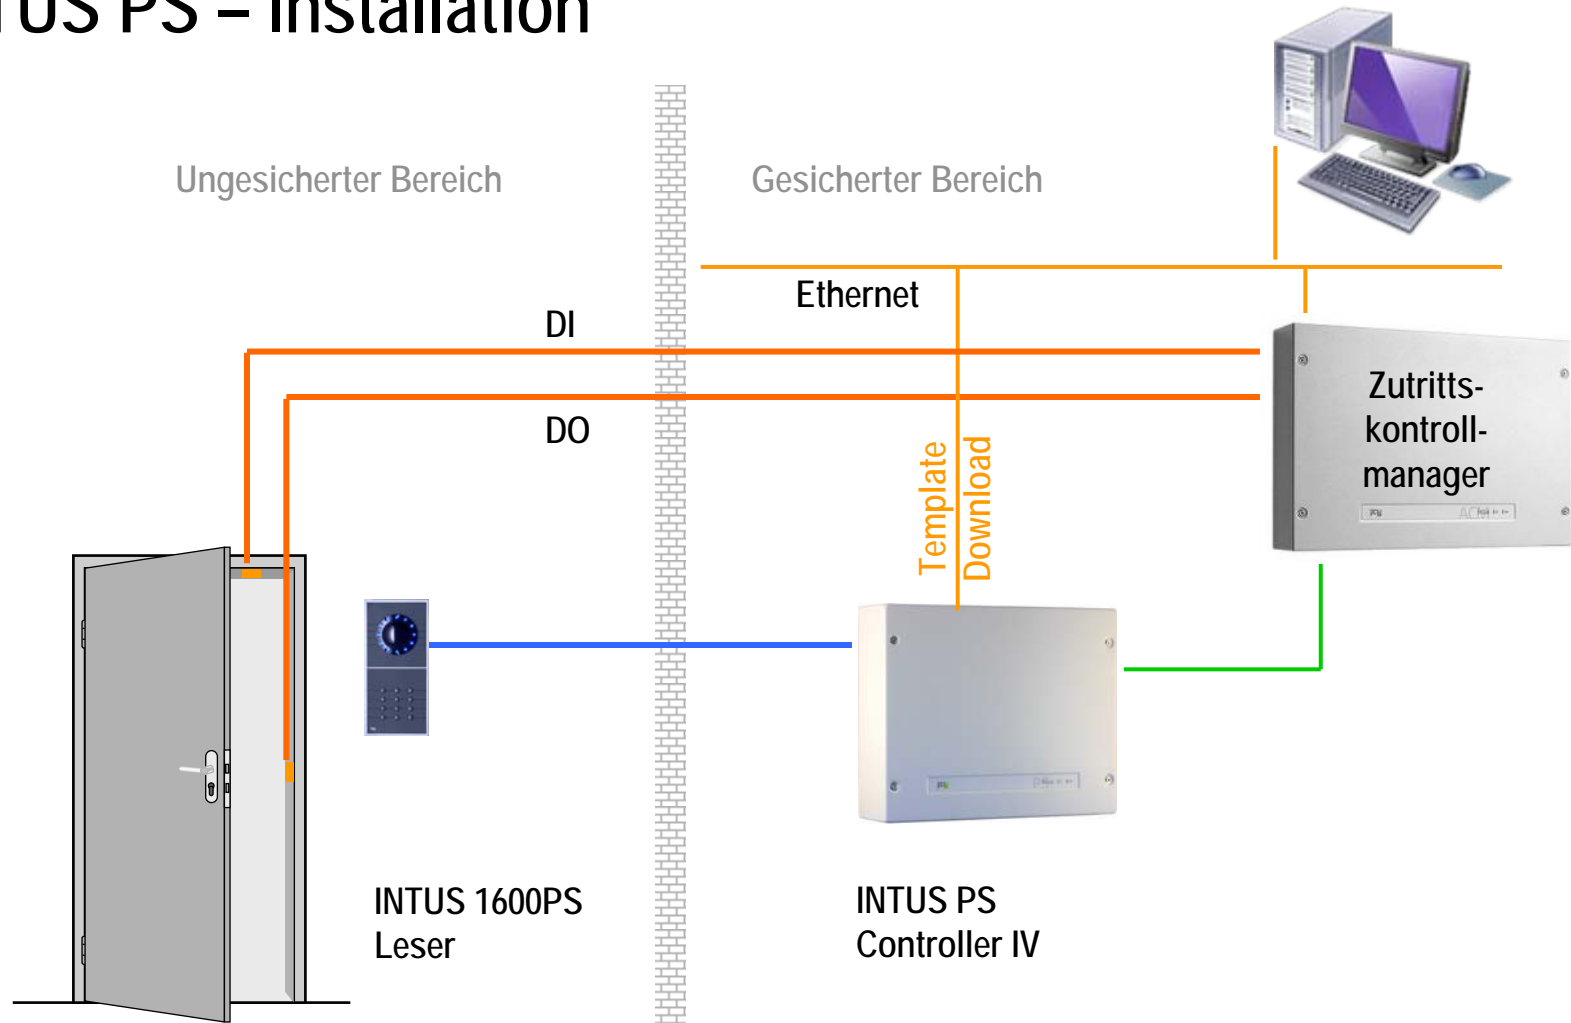 TUS PS – Installation
Ungesicherter Bereich
Gesicherter Bereich
Ethernet
DI
DO
Zutritts-
kontroll-
manager
Template
Download
INTUS 1600PS
Leser
INTUS PS
Controller IV